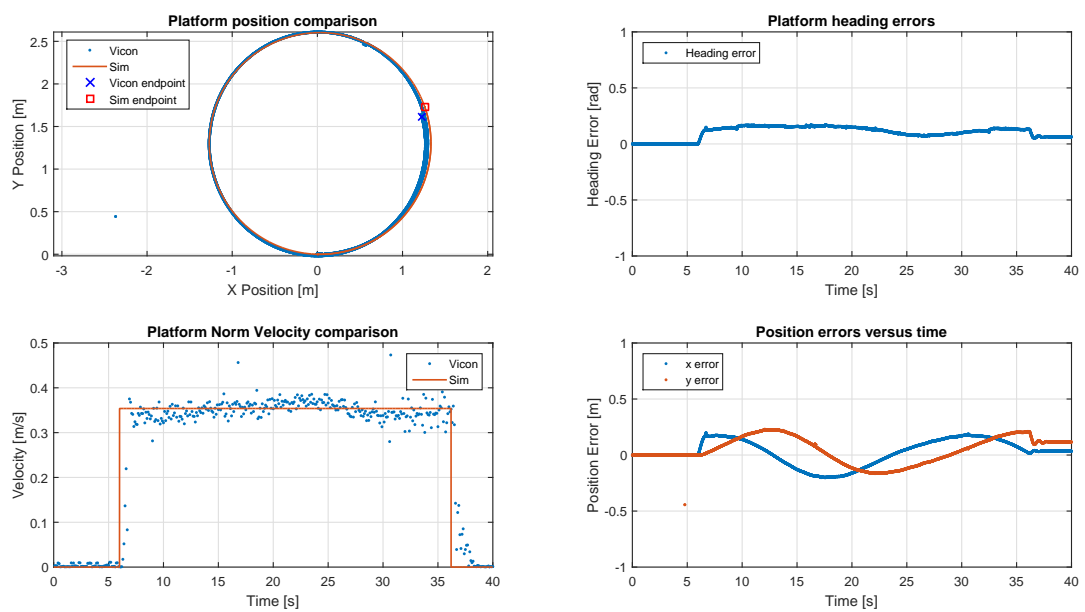 Platform position comparison
Vicon
Sim
Vicon endpoint
Sim endpoint
Y Position [m]
2.5
2
1.5
1
0.5
0
-3
-2
-1
0
1
2
X Position [m]
Platform heading errors
Heading error
Heading Error [rad]
1
0.5
0
-0.5
-1
0
5
10
15
20
25
30
35
40
Time [s]
Platform Norm Velocity comparison
Vicon
Sim
Velocity [m/s]
0.5
0.4
0.3
0.2
0.1
0
0
5
10
15
20
25
30
35
40
Time [s]
Position errors versus time
x error
y error
Position Error [m]
1
0.5
0
-0.5
-1
0
5
10
15
20
25
30
35
40
Time [s]